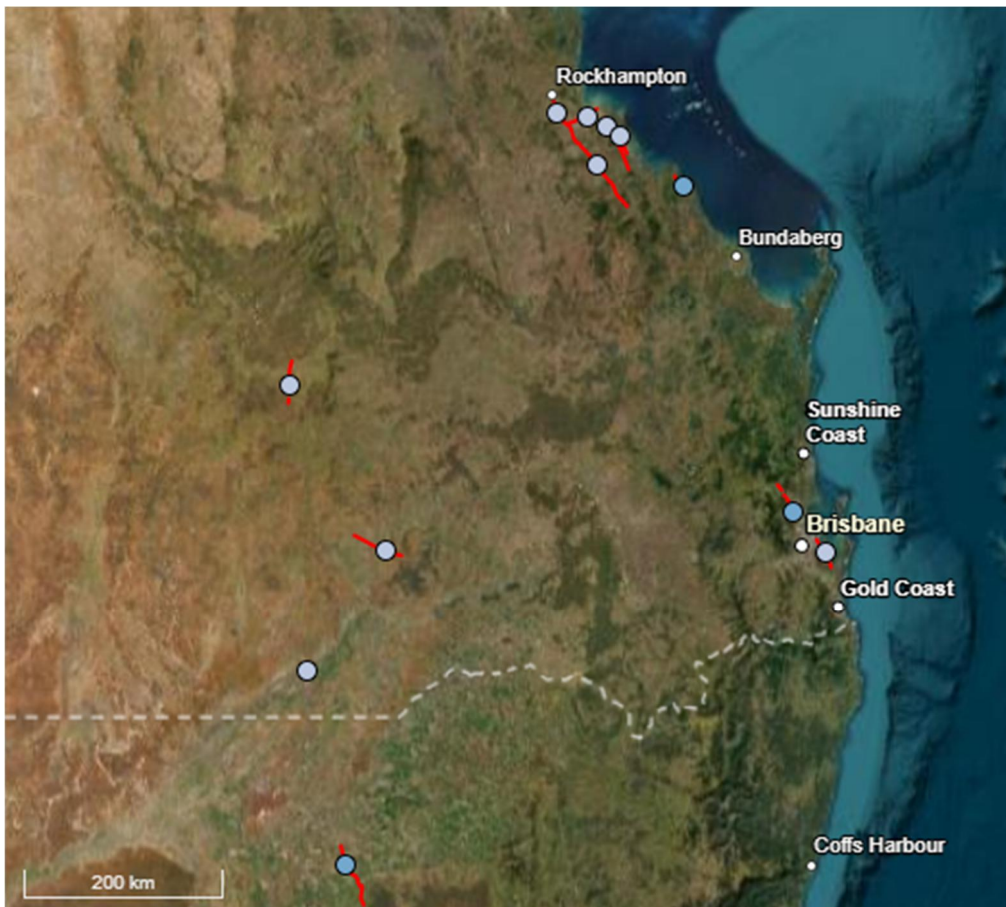 Rockhampton
Bundaberg
Sunshine
Coast
Brisbane
Gold Coast
Coffs Harbour
200 km